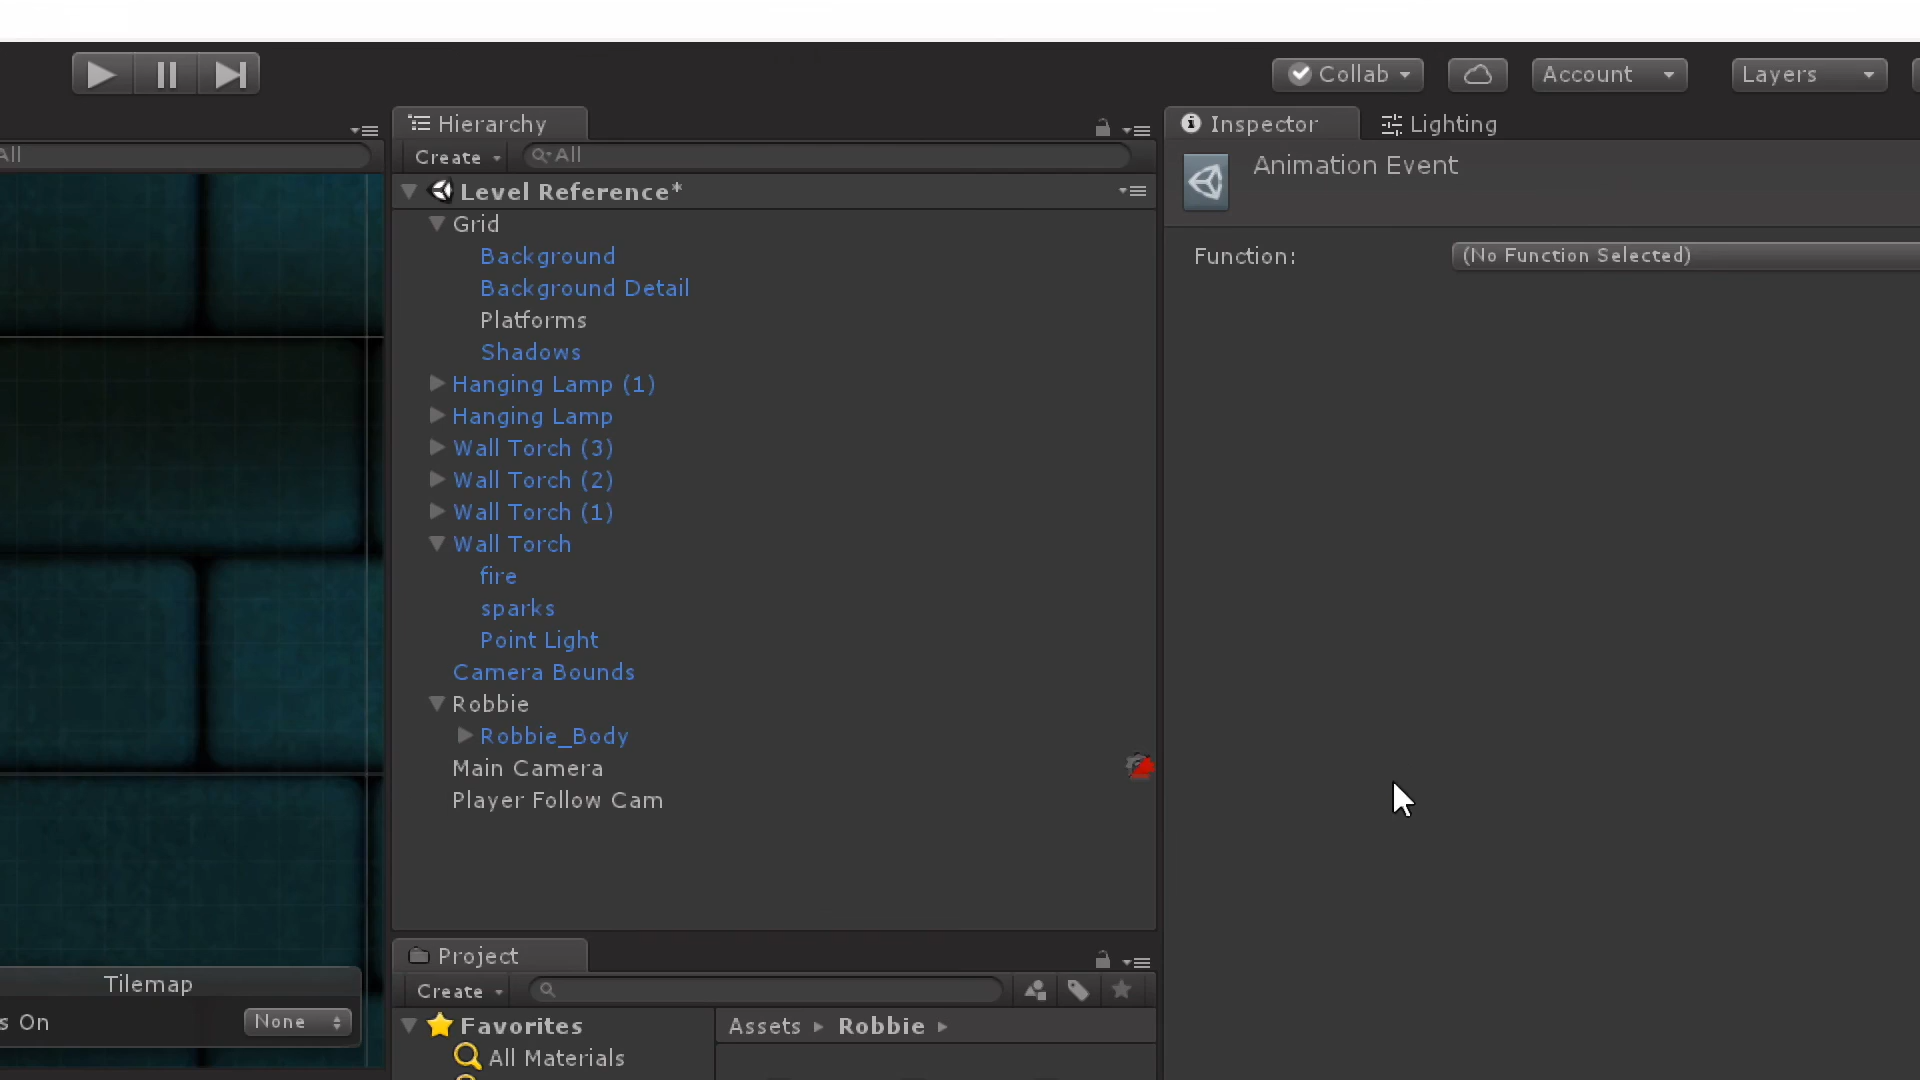 Collab
Account
Layers
All
Hierarchy
Create
All
Level Reference*
Grid
Background
Background Detail
Platforms
Shadows
Hanging Lamp (1)
Hanging Lamp
Wall Torch (3)
Wall Torch (2)
Wall Torch (1)
Wall Torch
fire
sparks
Point Light
Camera Bounds
Robbie
Robbie_Body
Main Camera
Player Follow Cam
Inspector
Lighting
Animation Event
Function: (No Function Selected)
Tilemap
s On None
Project
Create
Favorites
All Materials
Assets Robbie